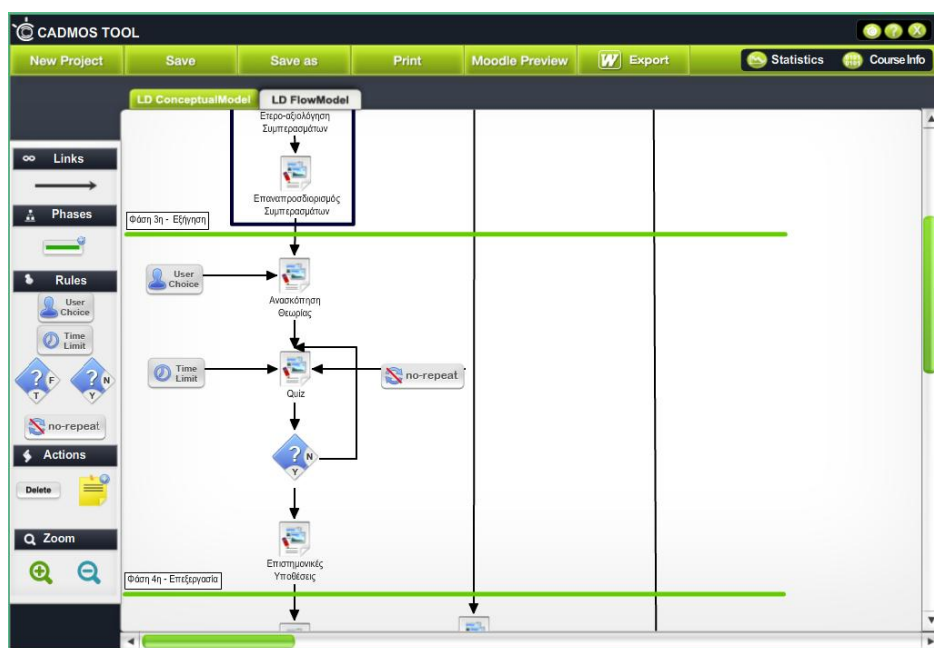 CADMOS TOOL
New Project
Save
Save as
Print
Moodle Preview
W Export
Statistics
Course Info
LD ConceptualModel
LD FlowModel
Links
Phases
Rules
User
Choice
Time
Limit
? F
T
? N
Y
no-repeat
Actions
Delete
Zoom
Ετερο-αξιολόγηση
Συμπερασμάτων
Επαναπροσδιορισμός
Συμπερασμάτων
Φάση 3η - Εξήγηση
User
Choice
Ανασκόπηση
Θεωρίας
Time
Limit
Quiz
no-repeat
? N
Y
Επιστημονικές
Υποθέσεις
Φάση 4η - Επεξεργασία